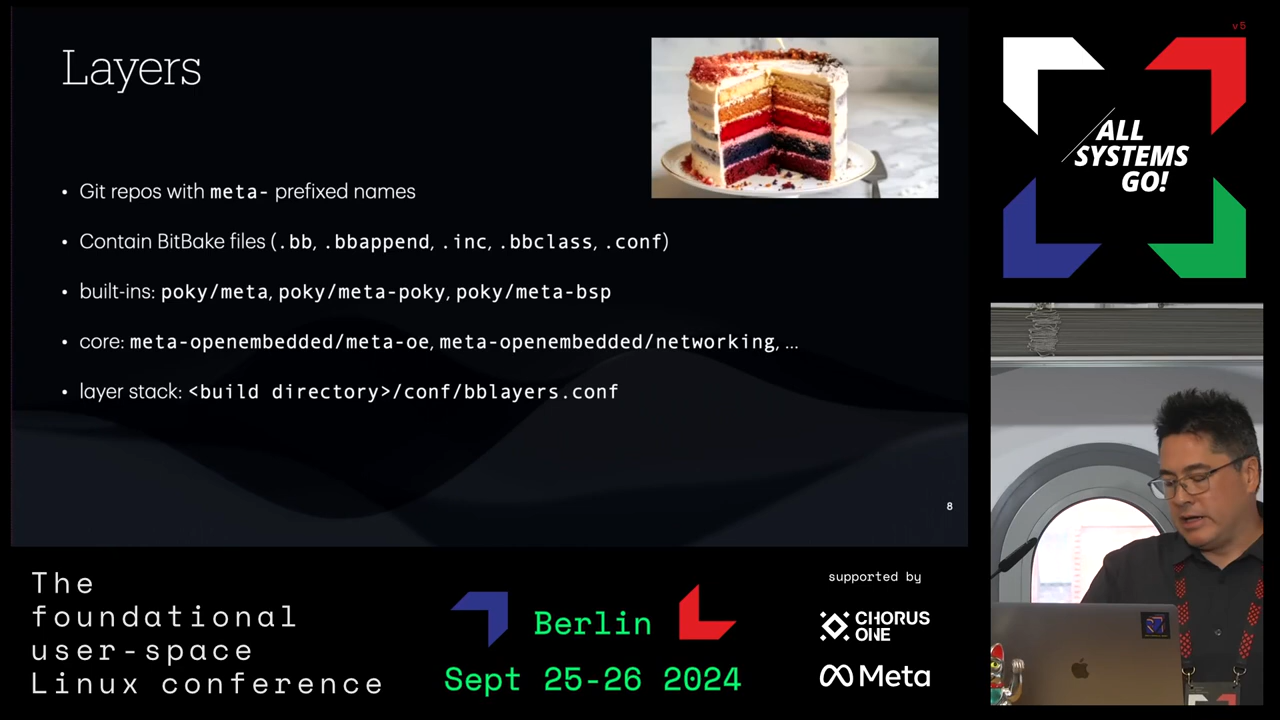 Layers
• Git repos with meta- prefixed names
• Contain BitBake files (.bb, .bbappend, .inc, .bbclass, .conf)
• built-ins: poky/meta, poky/meta-poky, poky/meta-bsp
• core: meta-openembedded/meta-oe, meta-openembedded/networking, ...
• layer stack: <build directory>/conf/bblayers.conf
8
v5
ALL
SYSTEMS
GO!
The
foundational
user-space
Linux conference
Berlin
Sept 25-26 2024
supported by
CHORUS
ONE
Meta